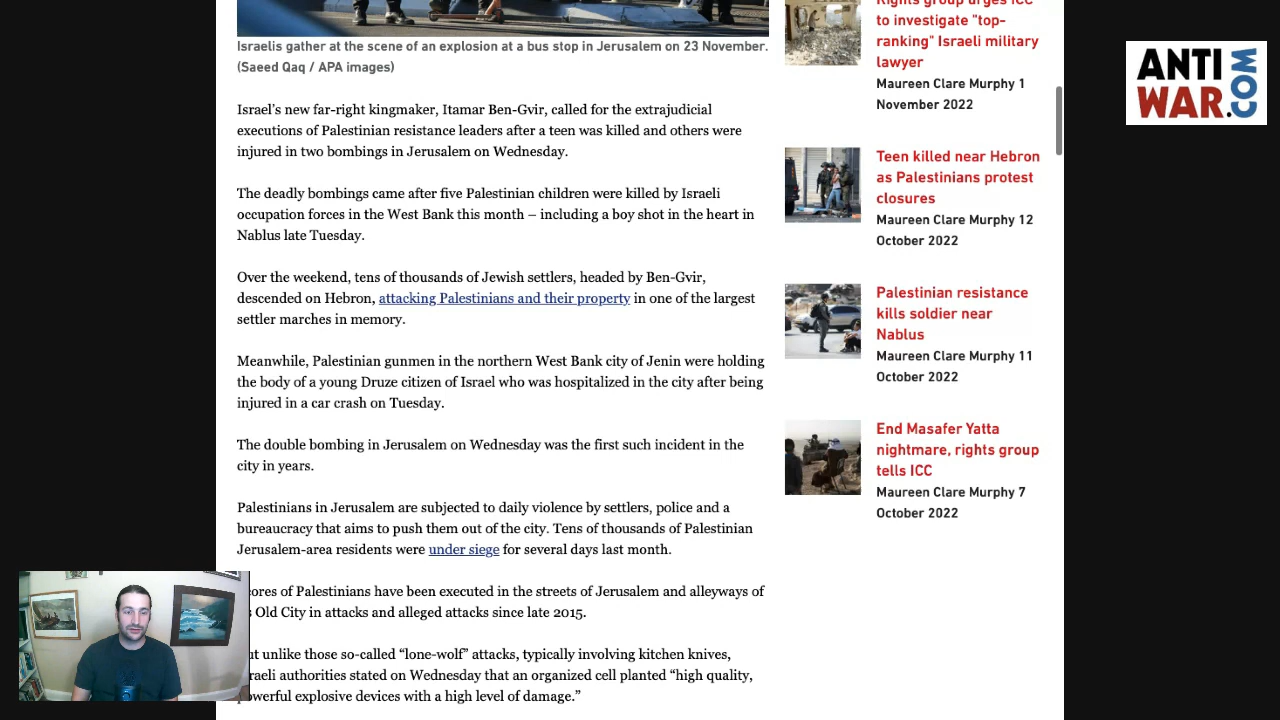 Israelis gather at the scene of an explosion at a bus stop in Jerusalem on 23 November.
(Saeed Qaq / APA images)
Israel’s new far-right kingmaker, Itamar Ben-Gvir, called for the extrajudicial
executions of Palestinian resistance leaders after a teen was killed and others were
injured in two bombings in Jerusalem on Wednesday.
The deadly bombings came after five Palestinian children were killed by Israeli
occupation forces in the West Bank this month – including a boy shot in the heart in
Nablus late Tuesday.
Over the weekend, tens of thousands of Jewish settlers, headed by Ben-Gvir,
descended on Hebron, attacking Palestinians and their property in one of the largest
settler marches in memory.
Meanwhile, Palestinian gunmen in the northern West Bank city of Jenin were holding
the body of a young Druze citizen of Israel who was hospitalized in the city after being
injured in a car crash on Tuesday.
The double bombing in Jerusalem on Wednesday was the first such incident in the
city in years.
Palestinians in Jerusalem are subjected to daily violence by settlers, police and a
bureaucracy that aims to push them out of the city. Tens of thousands of Palestinian
Jerusalem-area residents were under siege for several days last month.
cores of Palestinians have been executed in the streets of Jerusalem and alleyways of
s Old City in attacks and alleged attacks since late 2015.
ut unlike those so-called “lone-wolf” attacks, typically involving kitchen knives,
raeli authorities stated on Wednesday that an organized cell planted “high quality,
powerful explosive devices with a high level of damage.”
Rights group urges ICC
to investigate "top-
ranking" Israeli military
lawyer
Maureen Clare Murphy 1
November 2022
Teen killed near Hebron
as Palestinians protest
closures
Maureen Clare Murphy 12
October 2022
Palestinian resistance
kills soldier near
Nablus
Maureen Clare Murphy 11
October 2022
End Masafer Yatta
nightmare, rights group
tells ICC
Maureen Clare Murphy 7
October 2022
ANTI
WAR.COM